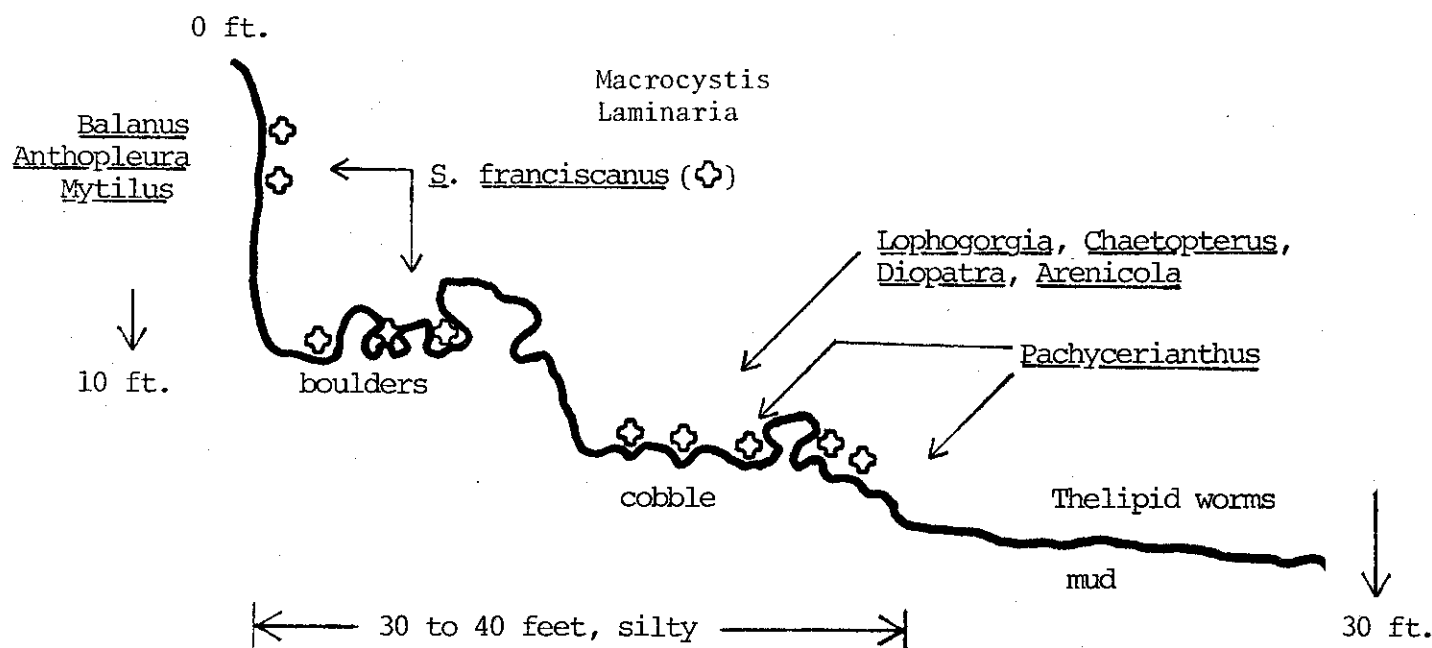 0 ft.
Macrocystis
Laminaria
Balanus
Anthopleura
Mytilus
S. franciscanus ( )
Lophogorgia, Chaetopterus,
Diopatra, Arenicola
Pachycerianthus
10 ft.
boulders
cobble
Thelipid worms
mud
30 to 40 feet, silty
30 ft.